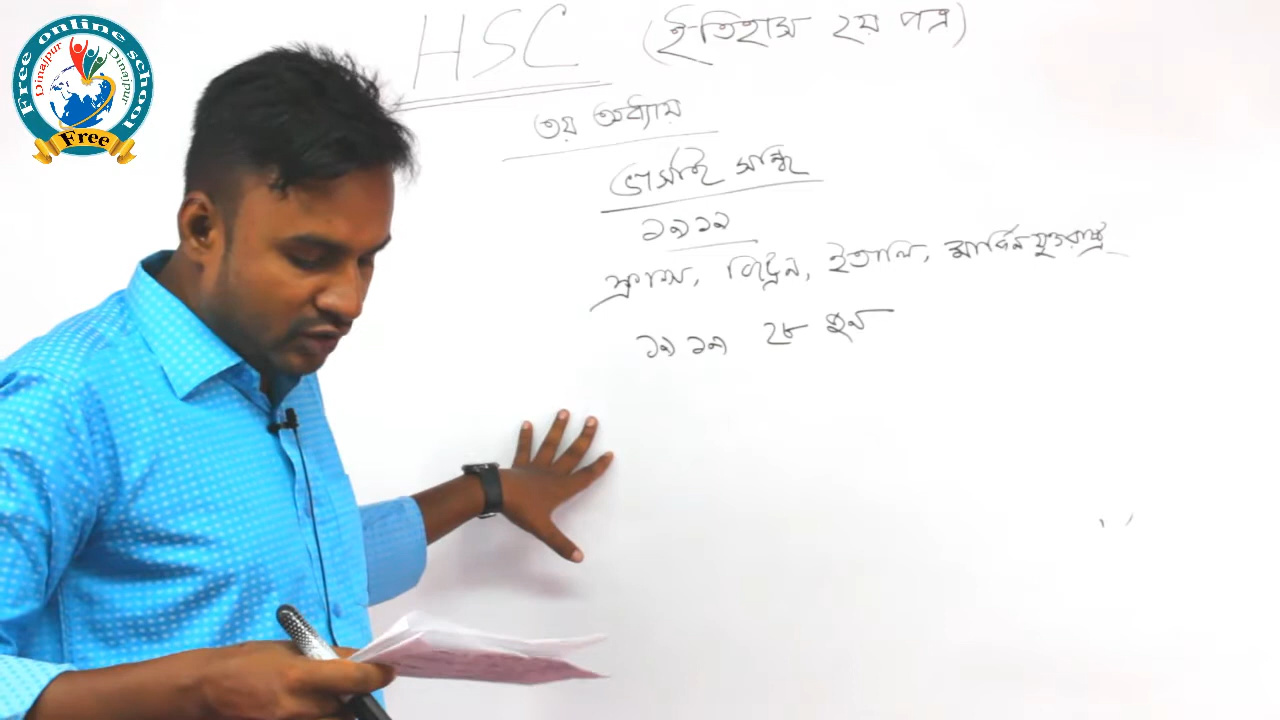 Free online school
Dinajpur Dinajpur
Free
HSC (ইতিহাস ২য় পত্র)
৩য় অধ্যায়
ভার্সাই সন্ধি
১৯১৯
ফ্রান্স, ব্রিটেন, ইতালি, মার্কিন যুক্তরাষ্ট্র
১৯১৯ ২৮ জুন